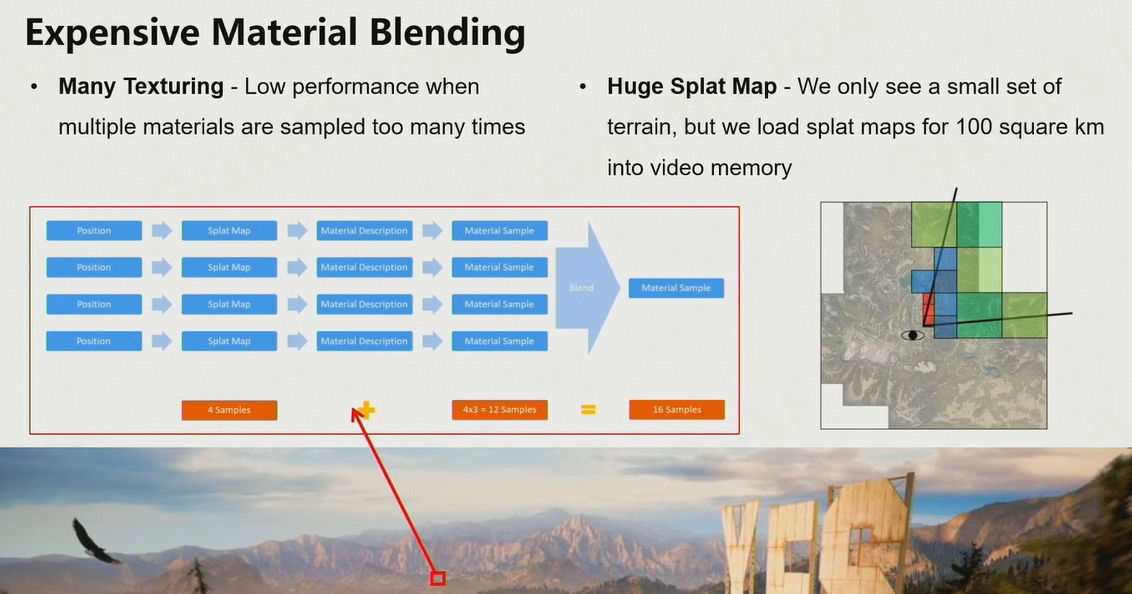 Expensive Material Blending
• Many Texturing - Low performance when
multiple materials are sampled too many times
• Huge Splat Map - We only see a small set of
terrain, but we load splat maps for 100 square km
into video memory
Position Splat Map Material Description Material Sample
Position Splat Map Material Description Material Sample
Blend Material Sample
Position Splat Map Material Description Material Sample
Position Splat Map Material Description Material Sample
4 Samples + 4x3 = 12 Samples = 16 Samples